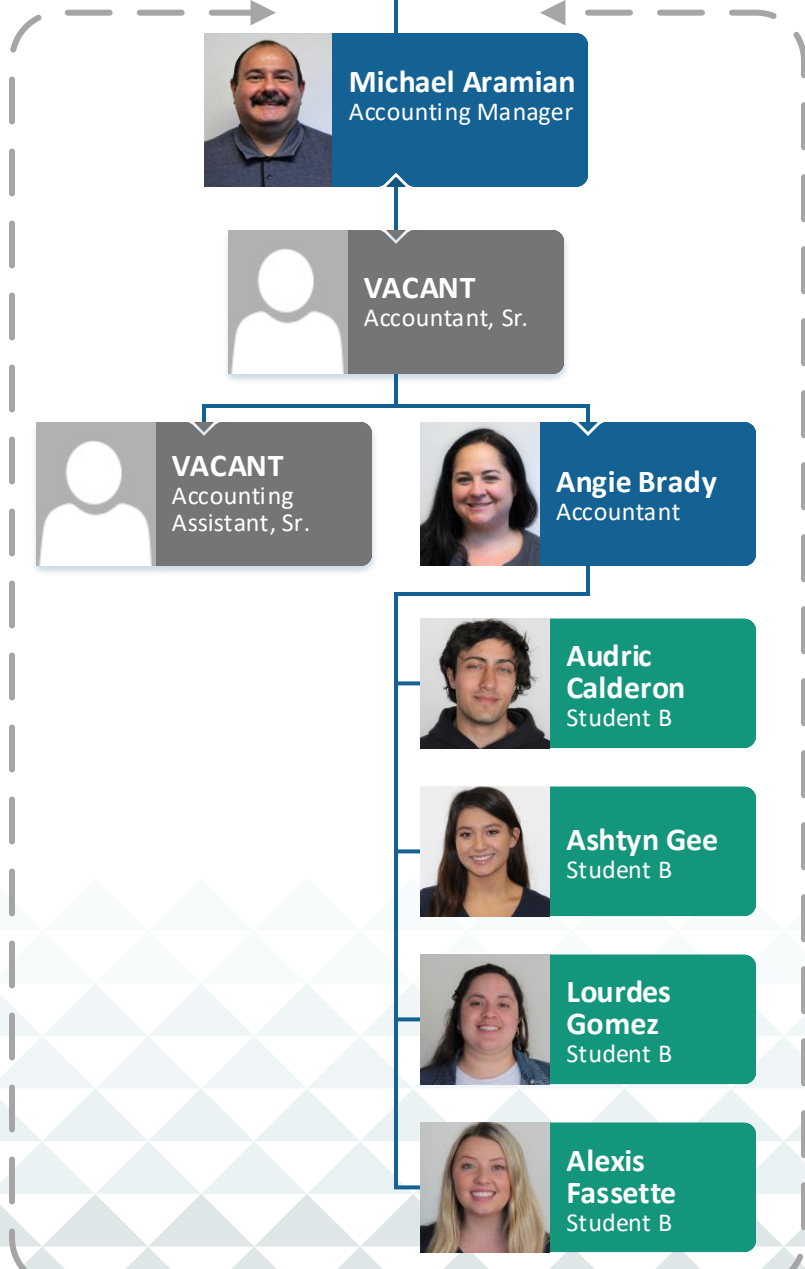 Michael Aramian
Accounting Manager
VACANT
Accountant, Sr.
VACANT
Accounting
Assistant, Sr.
Angie Brady
Accountant
Audric
Calderon
Student B
Ashtyn Gee
Student B
Lourdes
Gomez
Student B
Alexis
Fassette
Student B